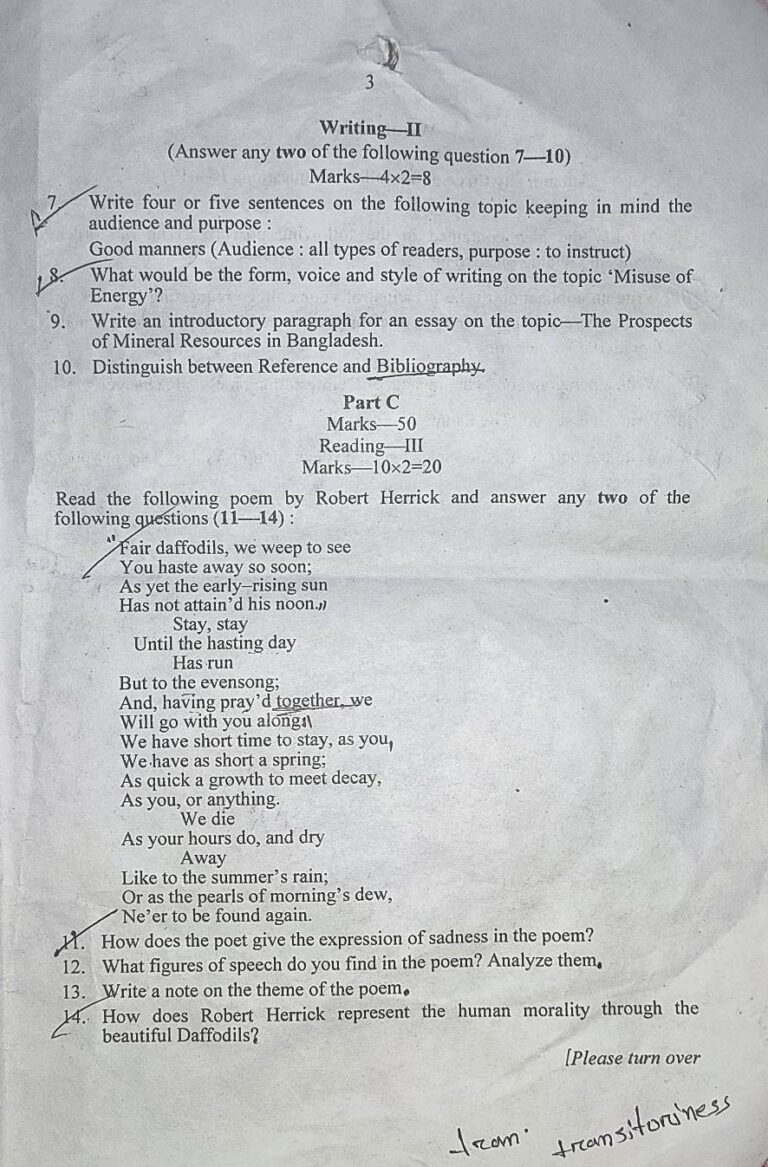 3
Writing—II
(Answer any two of the following question 7—10)
Marks—4×2=8
7. Write four or five sentences on the following topic keeping in mind the
audience and purpose :
Good manners (Audience : all types of readers, purpose : to instruct)
8. What would be the form, voice and style of writing on the topic ‘Misuse of
Energy’?
9. Write an introductory paragraph for an essay on the topic—The Prospects
of Mineral Resources in Bangladesh.
10. Distinguish between Reference and Bibliography.
Part C
Marks—50
Reading—III
Marks—10×2=20
Read the following poem by Robert Herrick and answer any two of the
following questions (11—14) :
"Fair daffodils, we weep to see
You haste away so soon;
As yet the early–rising sun
Has not attain’d his noon."
Stay, stay
Until the hasting day
Has run
But to the evensong;
And, having pray’d together, we
Will go with you along.
We have short time to stay, as you,
We have as short a spring;
As quick a growth to meet decay,
As you, or anything.
We die
As your hours do, and dry
Away
Like to the summer’s rain;
Or as the pearls of morning’s dew,
Ne’er to be found again.
11. How does the poet give the expression of sadness in the poem?
12. What figures of speech do you find in the poem? Analyze them.
13. Write a note on the theme of the poem.
14. How does Robert Herrick represent the human morality through the
beautiful Daffodils?
[Please turn over
tran. transitoriness